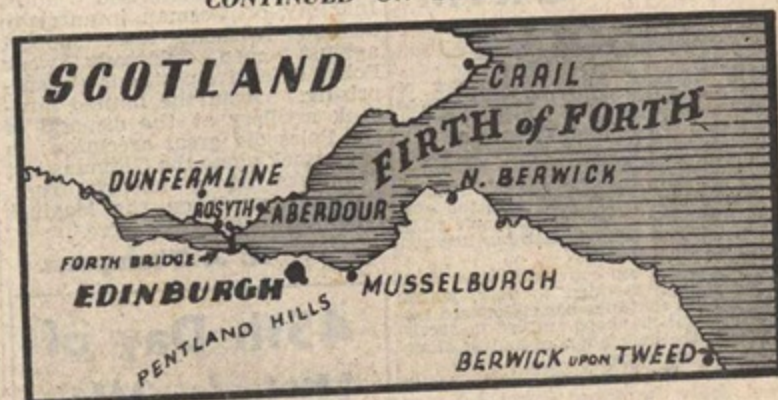 SCOTLAND
CRAIL
FIRTH of FORTH
DUNFERMLINE
N. BERWICK
ROSYTH
ABERDOUR
FORTH BRIDGE
EDINBURGH
MUSSELBURGH
PENTLAND HILLS
BERWICK UPON TWEED